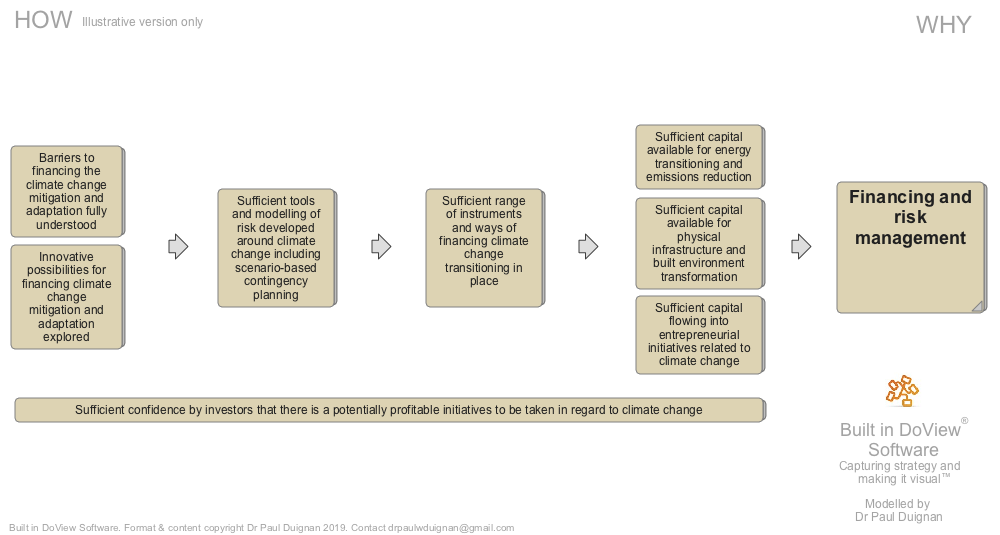 HOW Illustrative version only
WHY
Barriers to
financing the
climate change
mitigation and
adaptation fully
understood
Innovative
possibilities for
financing climate
change
mitigation and
adaptation
explored
Sufficient tools
and modelling of
risk developed
around climate
change including
scenario-based
contingency
planning
Sufficient range
of instruments
and ways of
financing climate
change
transitioning in
place
Sufficient capital
available for energy
transitioning and
emissions reduction
Sufficient capital
available for
physical
infrastructure and
built environment
transformation
Sufficient capital
flowing into
entrepreneurial
initiatives related to
climate change
Financing and
risk
management
Sufficient confidence by investors that there is a potentially profitable initiatives to be taken in regard to climate change
Built in DoView®
Software
Capturing strategy and
making it visual™
Modelled by
Dr Paul Duignan
Built in DoView Software. Format & content copyright Dr Paul Duignan 2019. Contact drpaulwduignan@gmail.com